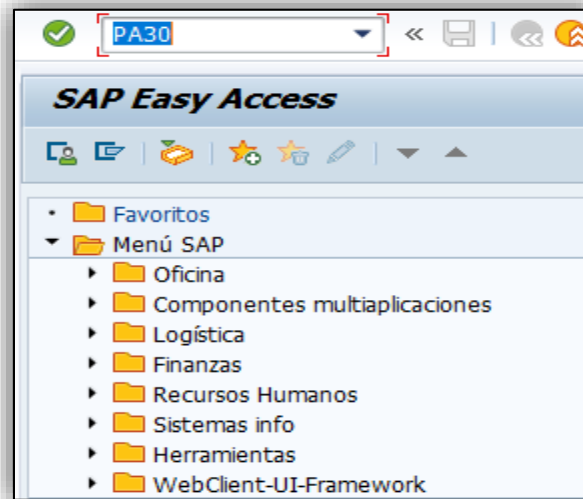 PA30
SAP Easy Access
Favoritos
Menú SAP
Oficina
Componentes multiaplicaciones
Logística
Finanzas
Recursos Humanos
Sistemas info
Herramientas
WebClient-UI-Framework